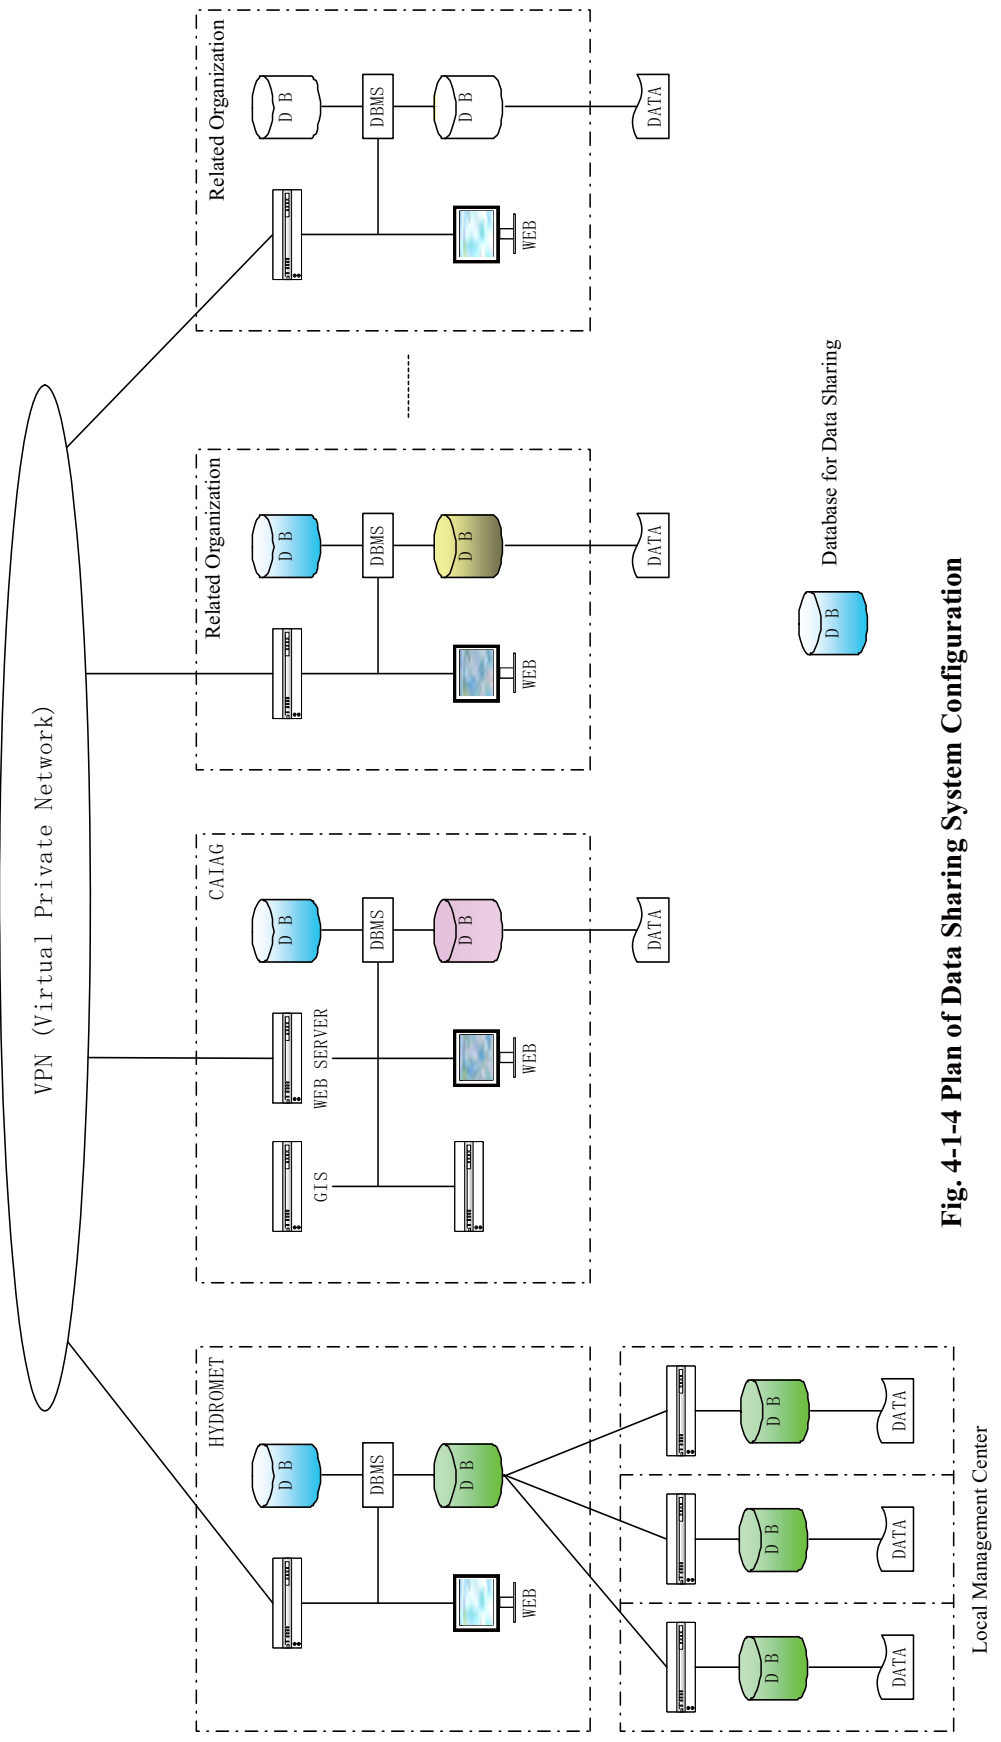 VPN (Virtual Private Network)
HYDROMET
D B
DBMS
D B
WEB
D B
DATA
D B
DATA
D B
DATA
Local Management Center
CAIAG
GIS
WEB SERVER
D B
DBMS
D B
WEB
DATA
Related Organization
D B
DBMS
D B
WEB
DATA
Related Organization
D B
DBMS
D B
WEB
DATA
D B
Database for Data Sharing
Fig. 4-1-4 Plan of Data Sharing System Configuration